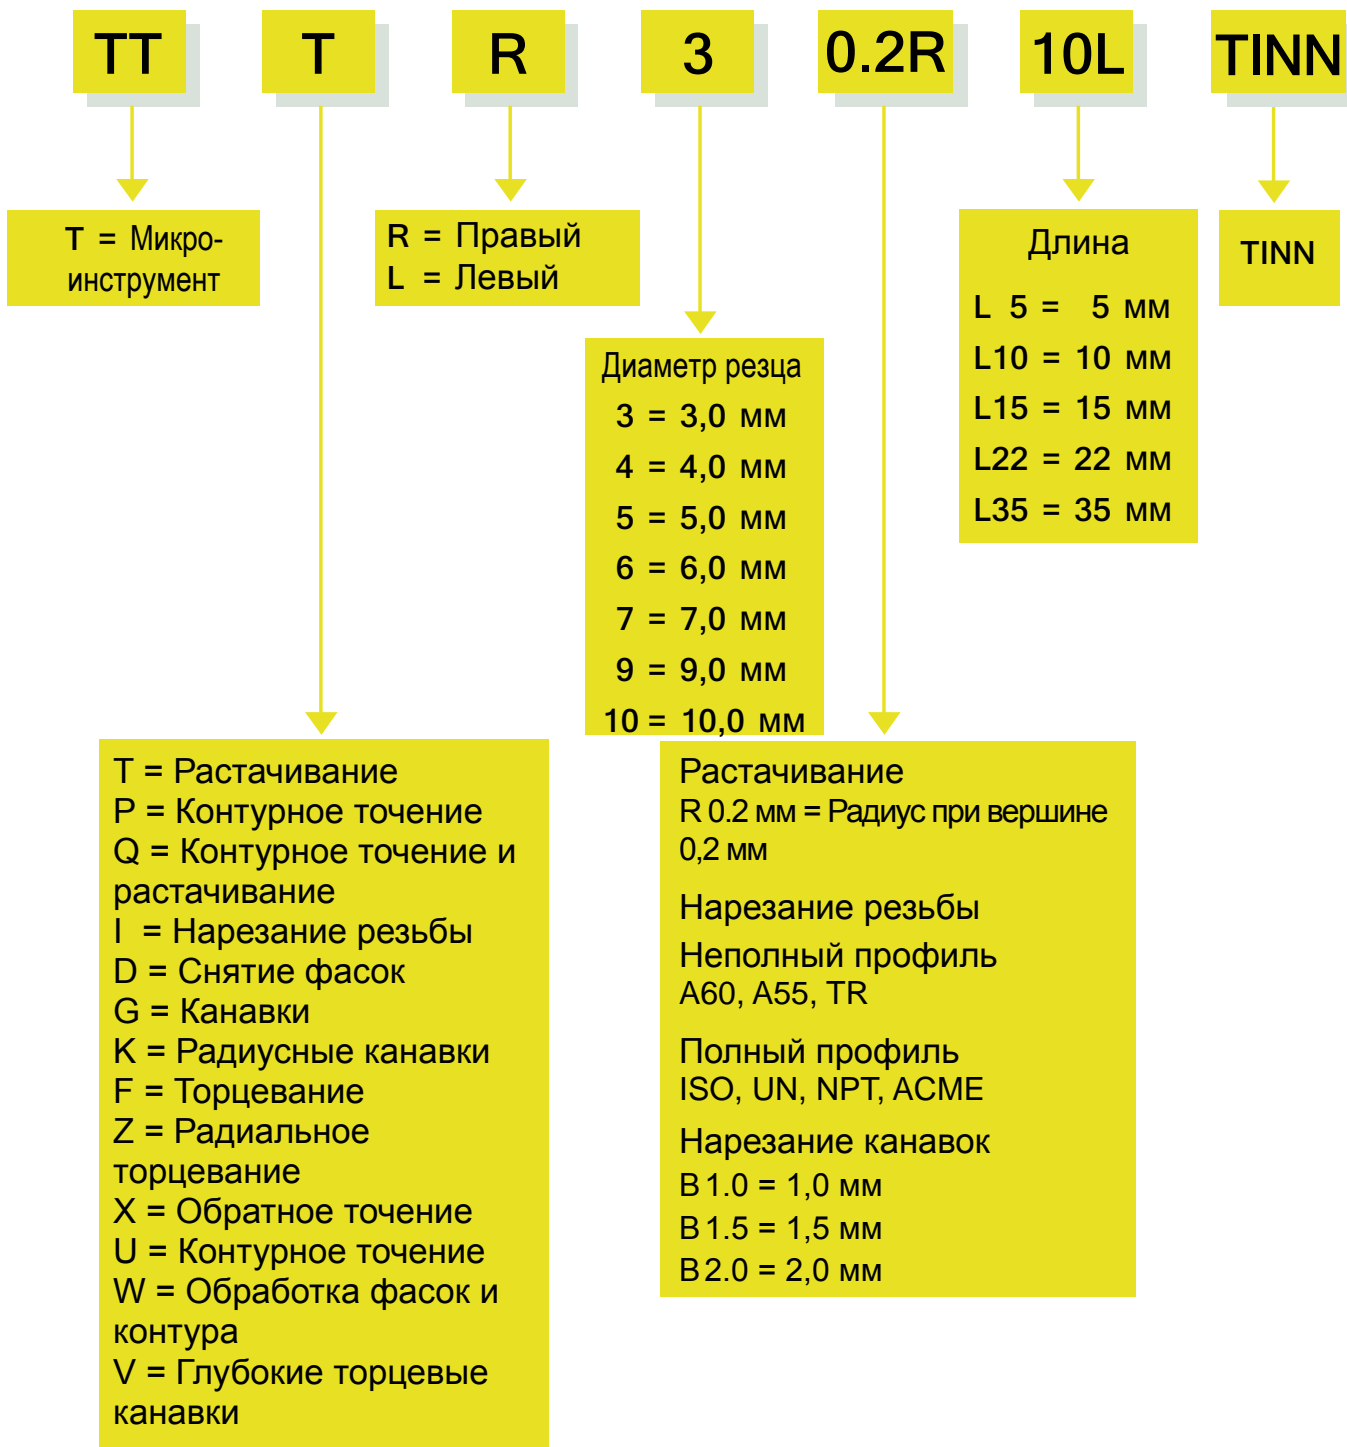 TT T R 3 0.2R 10L TINN
T = Микро-
инструмент
R = Правый
L = Левый
Диаметр резца
3 = 3,0 мм
4 = 4,0 мм
5 = 5,0 мм
6 = 6,0 мм
7 = 7,0 мм
9 = 9,0 мм
10 = 10,0 мм
Длина
L 5 = 5 мм
L10 = 10 мм
L15 = 15 мм
L22 = 22 мм
L35 = 35 мм
TINN
T = Растачивание
P = Контурное точение
Q = Контурное точение и
растачивание
I = Нарезание резьбы
D = Снятие фасок
G = Канавки
K = Радиусные канавки
F = Торцевание
Z = Радиальное
торцевание
X = Обратное точение
U = Контурное точение
W = Обработка фасок и
контура
V = Глубокие торцевые
канавки
Растачивание
R 0.2 мм = Радиус при вершине
0,2 мм
Нарезание резьбы
Неполный профиль
A60, A55, TR
Полный профиль
ISO, UN, NPT, ACME
Нарезание канавок
B 1.0 = 1,0 мм
B 1.5 = 1,5 мм
B 2.0 = 2,0 мм